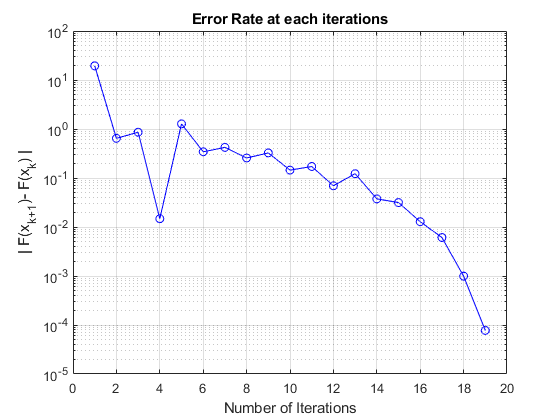 Error Rate at each iterations
10^2
10^1
10^0
10^-1
10^-2
10^-3
10^-4
10^-5
| F(x_{k+1})- F(x_k) |
0 2 4 6 8 10 12 14 16 18 20
Number of Iterations